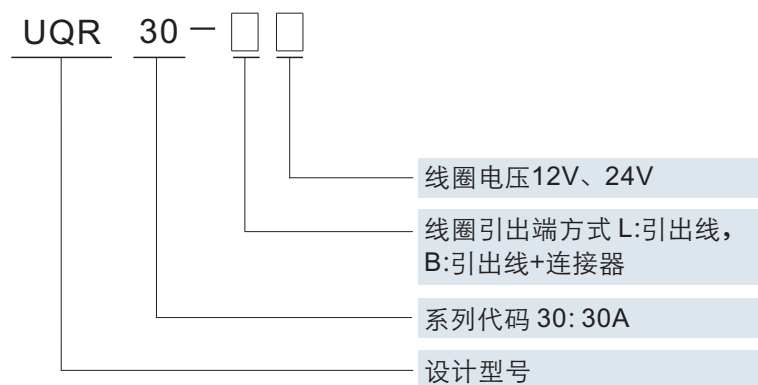 UQR 30 － □ □
线圈电压12V、24V
线圈引出端方式 L:引出线，
B:引出线+连接器
系列代码 30: 30A
设计型号